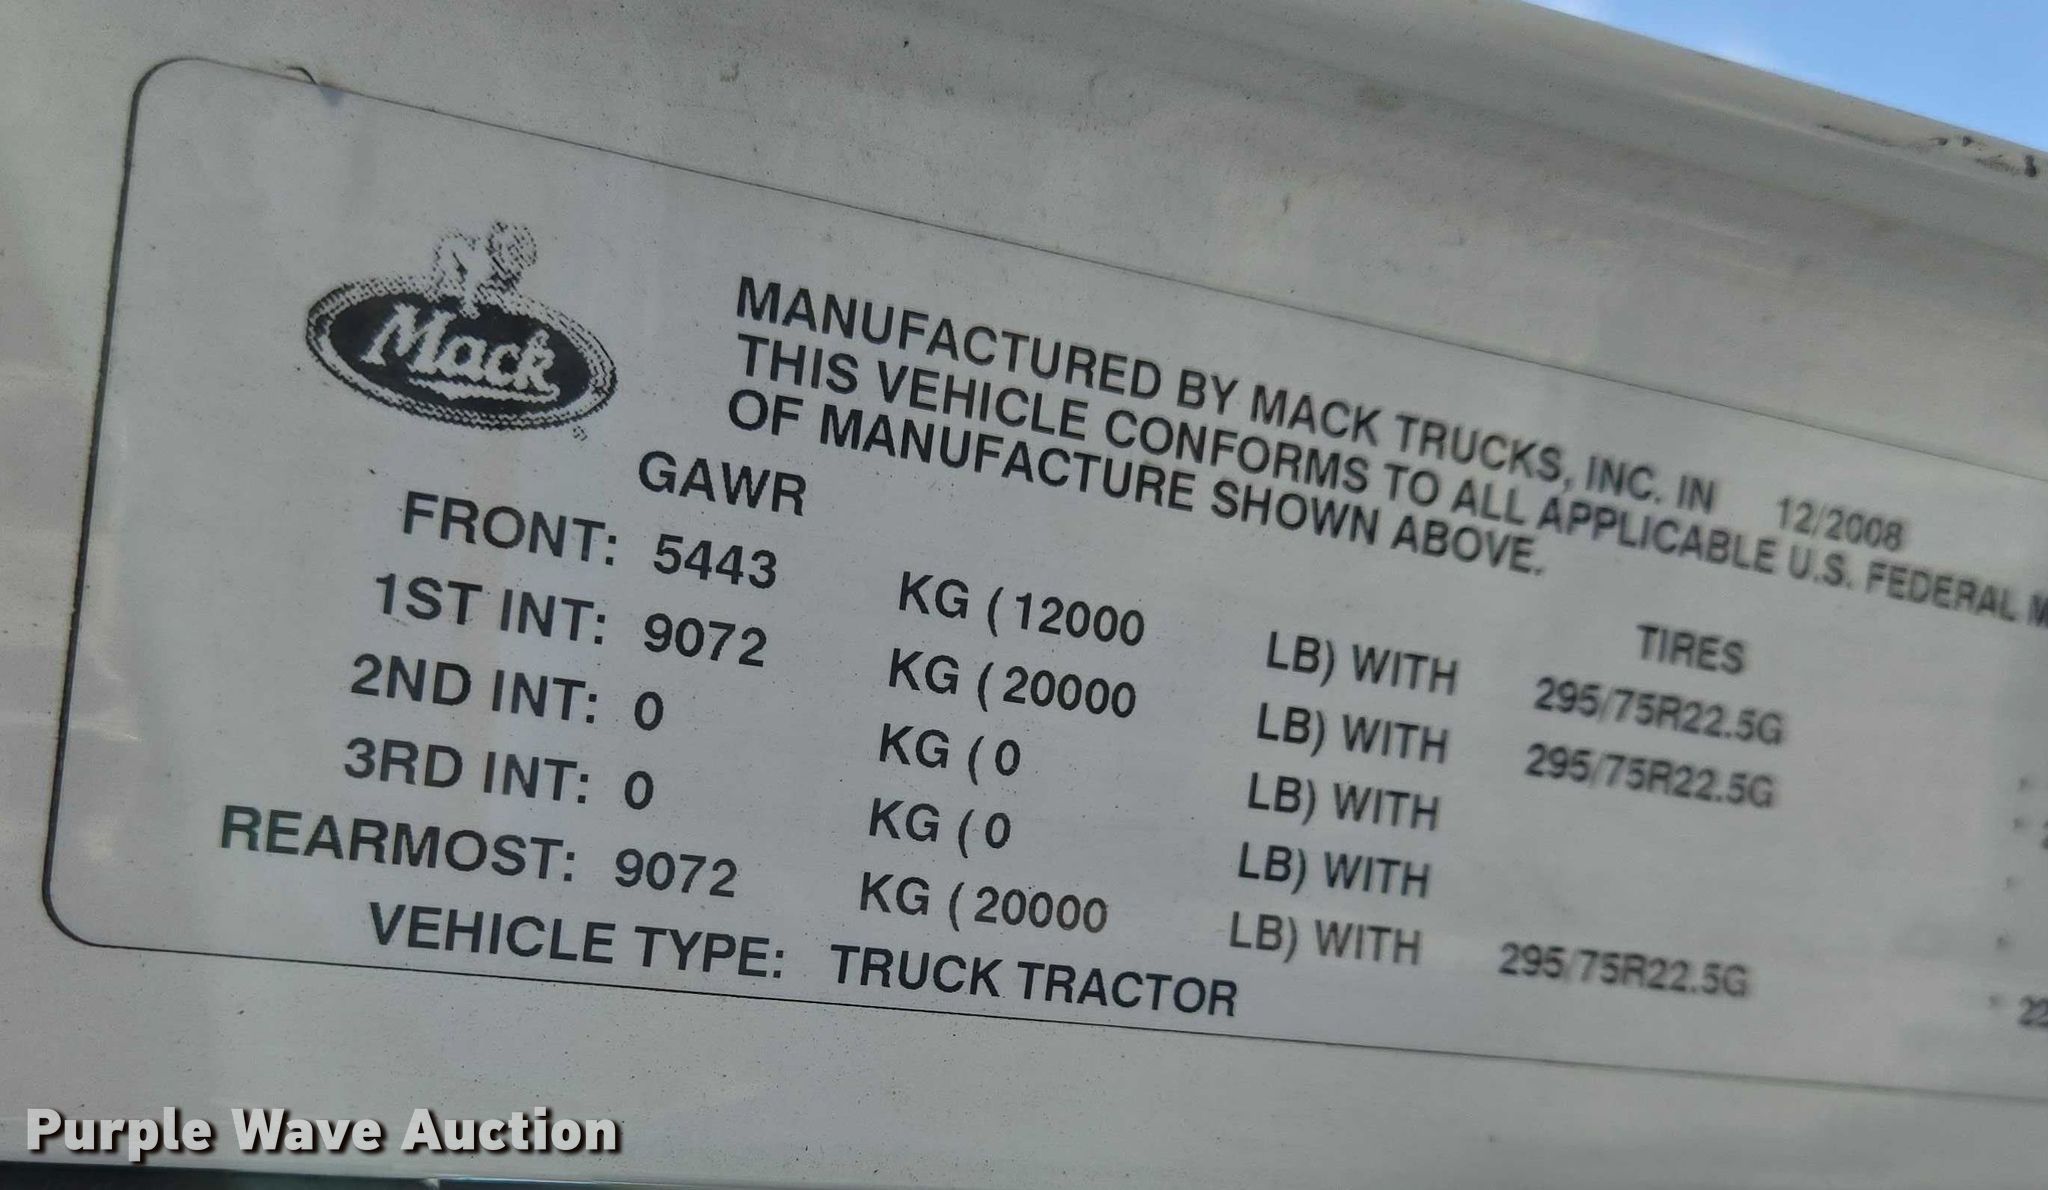 Mack
®
MANUFACTURED BY MACK TRUCKS, INC. IN 12/2008
THIS VEHICLE CONFORMS TO ALL APPLICABLE U.S. FEDERAL
OF MANUFACTURE SHOWN ABOVE.
GAWR TIRES
FRONT: 5443 KG (12000 LB) WITH 295/75R22.5G
1ST INT: 9072 KG (20000 LB) WITH 295/75R22.5G
2ND INT: 0 KG (0 LB) WITH
3RD INT: 0 KG (0 LB) WITH
REARMOST: 9072 KG (20000 LB) WITH 295/75R22.5G
VEHICLE TYPE: TRUCK TRACTOR
Purple Wave Auction